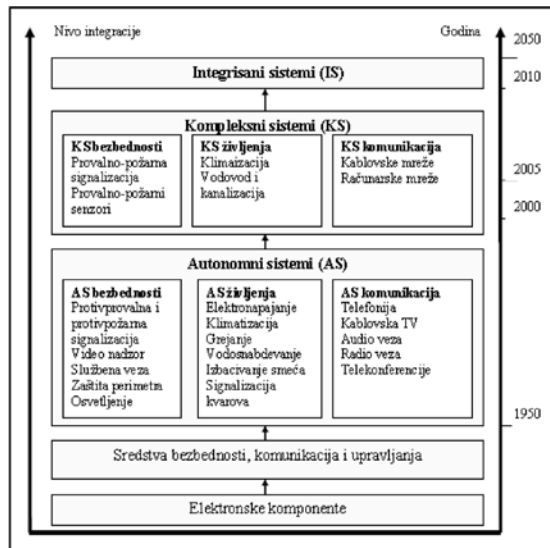 Nivo integracije
Godina
2050
Integrisani sistemi (IS)
2010
Kompleksni sistemi (KS)
KS bezbednosti
Provalno-požarna
signalizacija
Provalno-požarni
senzori
KS življenja
Klimaizacija
Vodovod i
kanalizacija
KS komunikacija
Kablovske mreže
Računarske mreže
2005
2000
Autonomni sistemi (AS)
AS bezbednosti
Protivprovalna i
protivpožarna
signalizacija
Video nadzor
Službena veza
Zaštita perimetra
Osvetljenje
AS življenja
Elektronapajanje
Klimatizacija
Grejanje
Vodosnabdevanje
Izbacivanje smeća
Signalizacija
kvarova
AS komunikacija
Telefonija
Kablovska TV
Audio veza
Radio veza
Telekonferencije
1950
Sredstva bezbednosti, komunikacija i upravljanja
Elektronske komponente